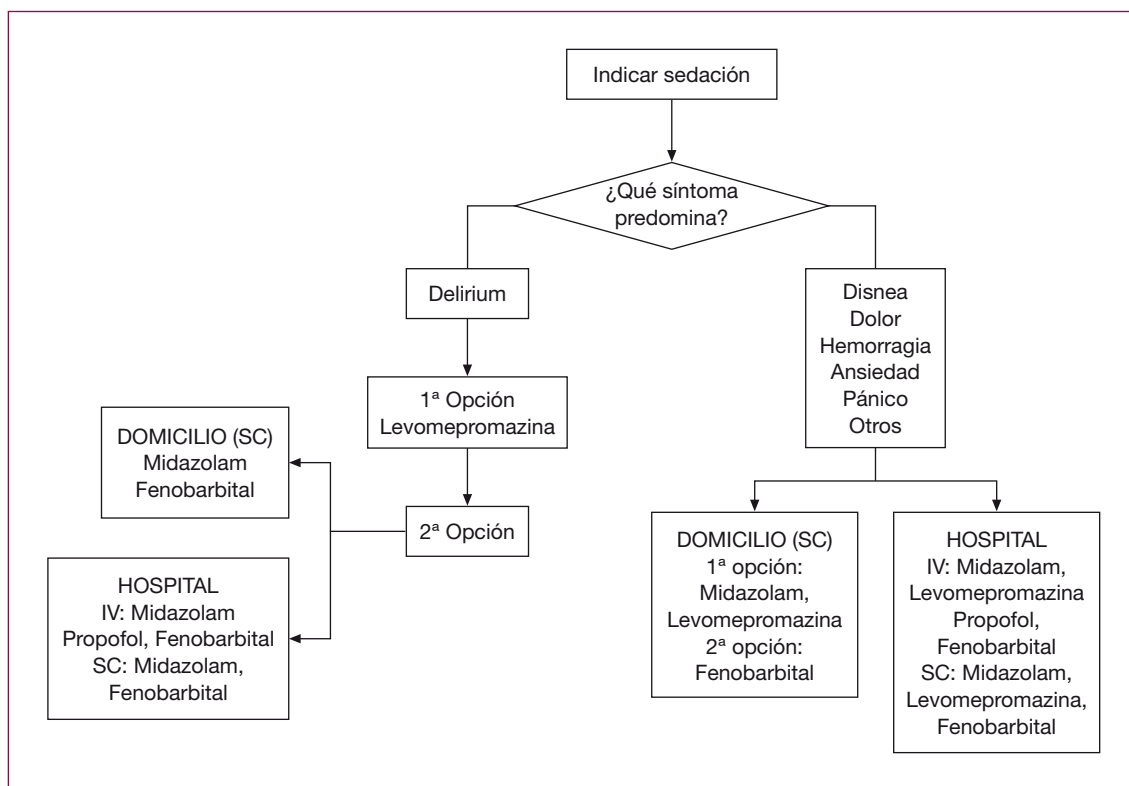 Indicar sedación
¿Qué síntoma
predomina?
Delirium
1ª Opción
Levomepromazina
2ª Opción
DOMICILIO (SC)
Midazolam
Fenobarbital
HOSPITAL
IV: Midazolam
Propofol, Fenobarbital
SC: Midazolam,
Fenobarbital
Disnea
Dolor
Hemorragia
Ansiedad
Pánico
Otros
DOMICILIO (SC)
1ª opción:
Midazolam,
Levomepromazina
2ª opción:
Fenobarbital
HOSPITAL
IV: Midazolam,
Levomepromazina
Propofol,
Fenobarbital
SC: Midazolam,
Levomepromazina,
Fenobarbital